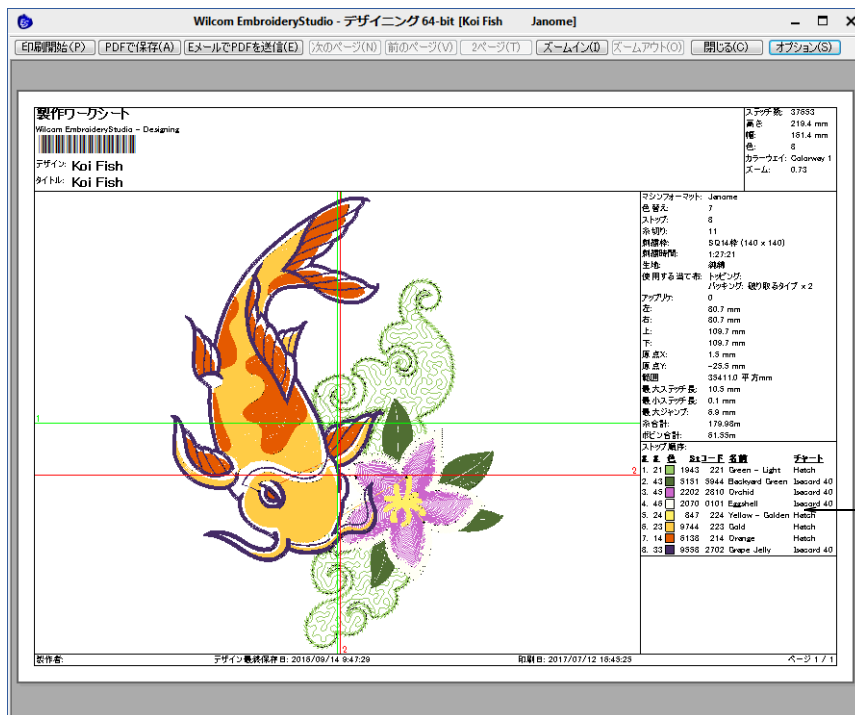 Wilcom EmbroideryStudio - デザイニング 64-bit [Koi Fish Janome]
印刷開始(P) PDFで保存(A) EメールでPDFを送信(E) 次のページ(N) 前のページ(V) 2ページ(T) ズームイン(I) ズームアウト(O) 閉じる(C) オプション(S)
製作ワークシート
Wilcom EmbroideryStudio - Designing
デザイン: Koi Fish
タイトル: Koi Fish
ステッチ数: 37653
高さ 219.4 mm
幅: 161.4 mm
色: 8
カラーウェイ: Colorway 1
ズーム: 0.73
マシンフォーマット: Janome
色替え: 7
ストップ: 8
糸切り: 11
刺繍枠: SQ14枠 (140 x 140)
刺繍時間: 1:27:21
生地: 純綿
使用する当て布: トッピング:
バッキング: 破り取るタイプ x 2
アップリケ: 0
左: 80.7 mm
右: 80.7 mm
上: 109.7 mm
下: 109.7 mm
原点X: 1.5 mm
原点Y: -25.5 mm
範囲 35411.0 平方mm
最大ステッチ長: 10.5 mm
最小ステッチ長: 0.1 mm
最大ジャンプ: 6.9 mm
糸合計: 179.98m
ボビン合計: 61.55m
ストップ順序:
色 コード 名前 チャート
1. 21 1943 221 Green - Light Hatch
2. 43 5151 5944 Backyard Green Isacord 40
3. 45 2202 2810 Orchid Isacord 40
4. 48 2070 0101 Eggshell Isacord 40
5. 24 847 224 Yellow - Golden Hatch
6. 23 9744 223 Gold Hatch
7. 14 6136 214 Orange Hatch
8. 33 9556 2702 Grape Jelly Isacord 40
1
2
2
製作者: デザイン最終保存日: 2016/09/14 9:47:29 印刷日: 2017/07/12 16:45:25 ページ 1 / 1